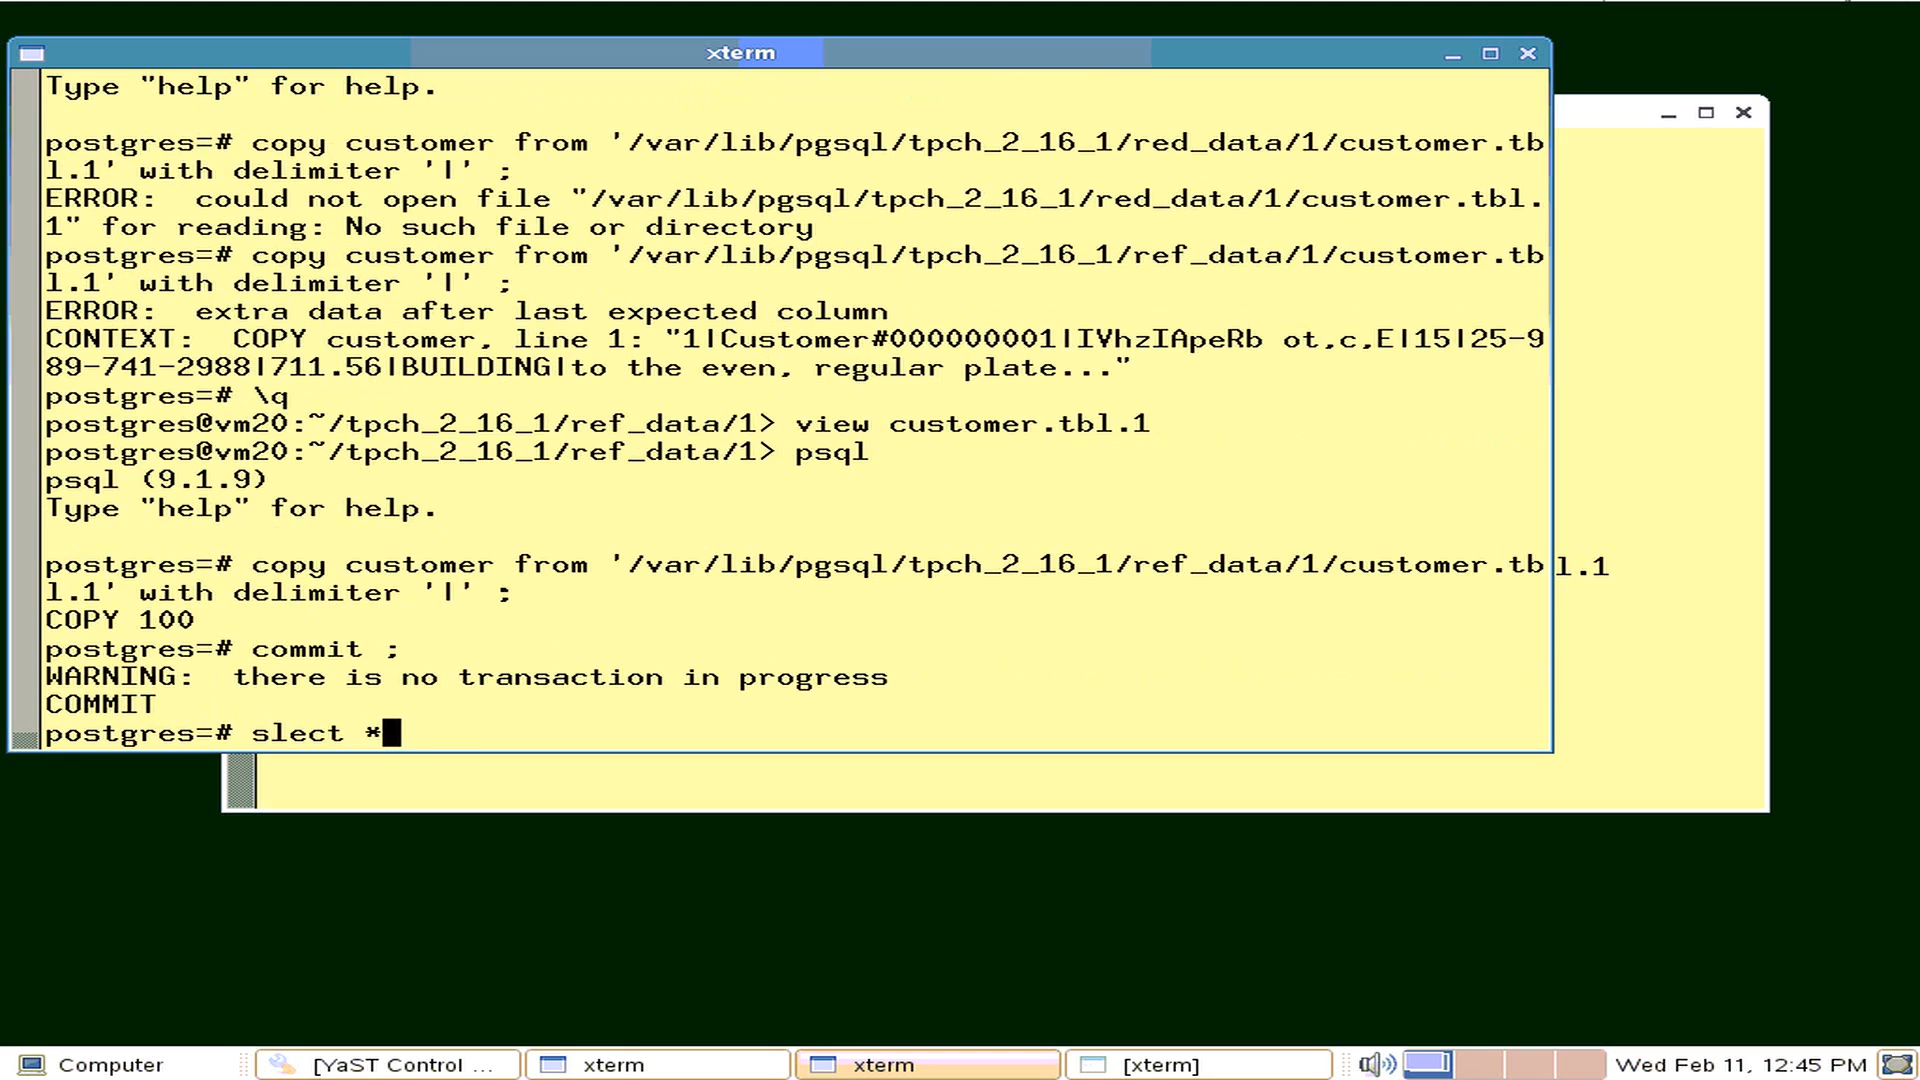 xterm
Type "help" for help.
postgres=# copy customer from '/var/lib/pgsql/tpch_2_16_1/red_data/1/customer.tb
l.1' with delimiter '|' ;
ERROR:  could not open file "/var/lib/pgsql/tpch_2_16_1/red_data/1/customer.tbl.
1" for reading: No such file or directory
postgres=# copy customer from '/var/lib/pgsql/tpch_2_16_1/ref_data/1/customer.tb
l.1' with delimiter '|' ;
ERROR:  extra data after last expected column
CONTEXT:  COPY customer, line 1: "1|Customer#000000001|IVhzIApeRb ot,c,E|15|25-9
89-741-2988|711.56|BUILDING|to the even, regular plate..."
postgres=# \q
postgres@vm20:~/tpch_2_16_1/ref_data/1> view customer.tbl.1
postgres@vm20:~/tpch_2_16_1/ref_data/1> psql
psql (9.1.9)
Type "help" for help.
postgres=# copy customer from '/var/lib/pgsql/tpch_2_16_1/ref_data/1/customer.tb
l.1
l.1' with delimiter '|' ;
COPY 100
postgres=# commit ;
WARNING:  there is no transaction in progress
COMMIT
postgres=# slect *
Computer
[YaST Control ...
xterm
xterm
[xterm]
Wed Feb 11, 12:45 PM